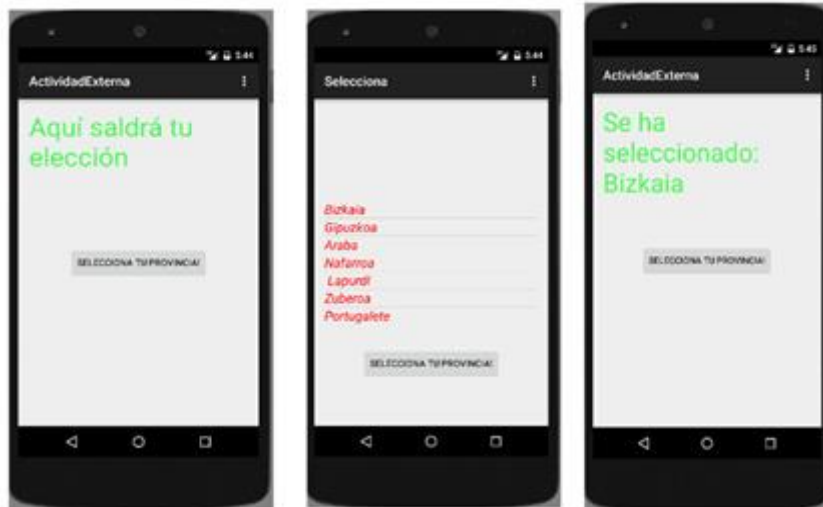 5:44
ActividadExterna
Aquí saldrá tu
elección
SELECCIONA TU PROVINCIA!
5:44
Selecciona
Bizkaia
Gipuzkoa
Araba
Nafarroa
Lapurdi
Zuberoa
Portugalete
SELECCIONA TU PROVINCIA!
5:45
ActividadExterna
Se ha
seleccionado:
Bizkaia
SELECCIONA TU PROVINCIA!